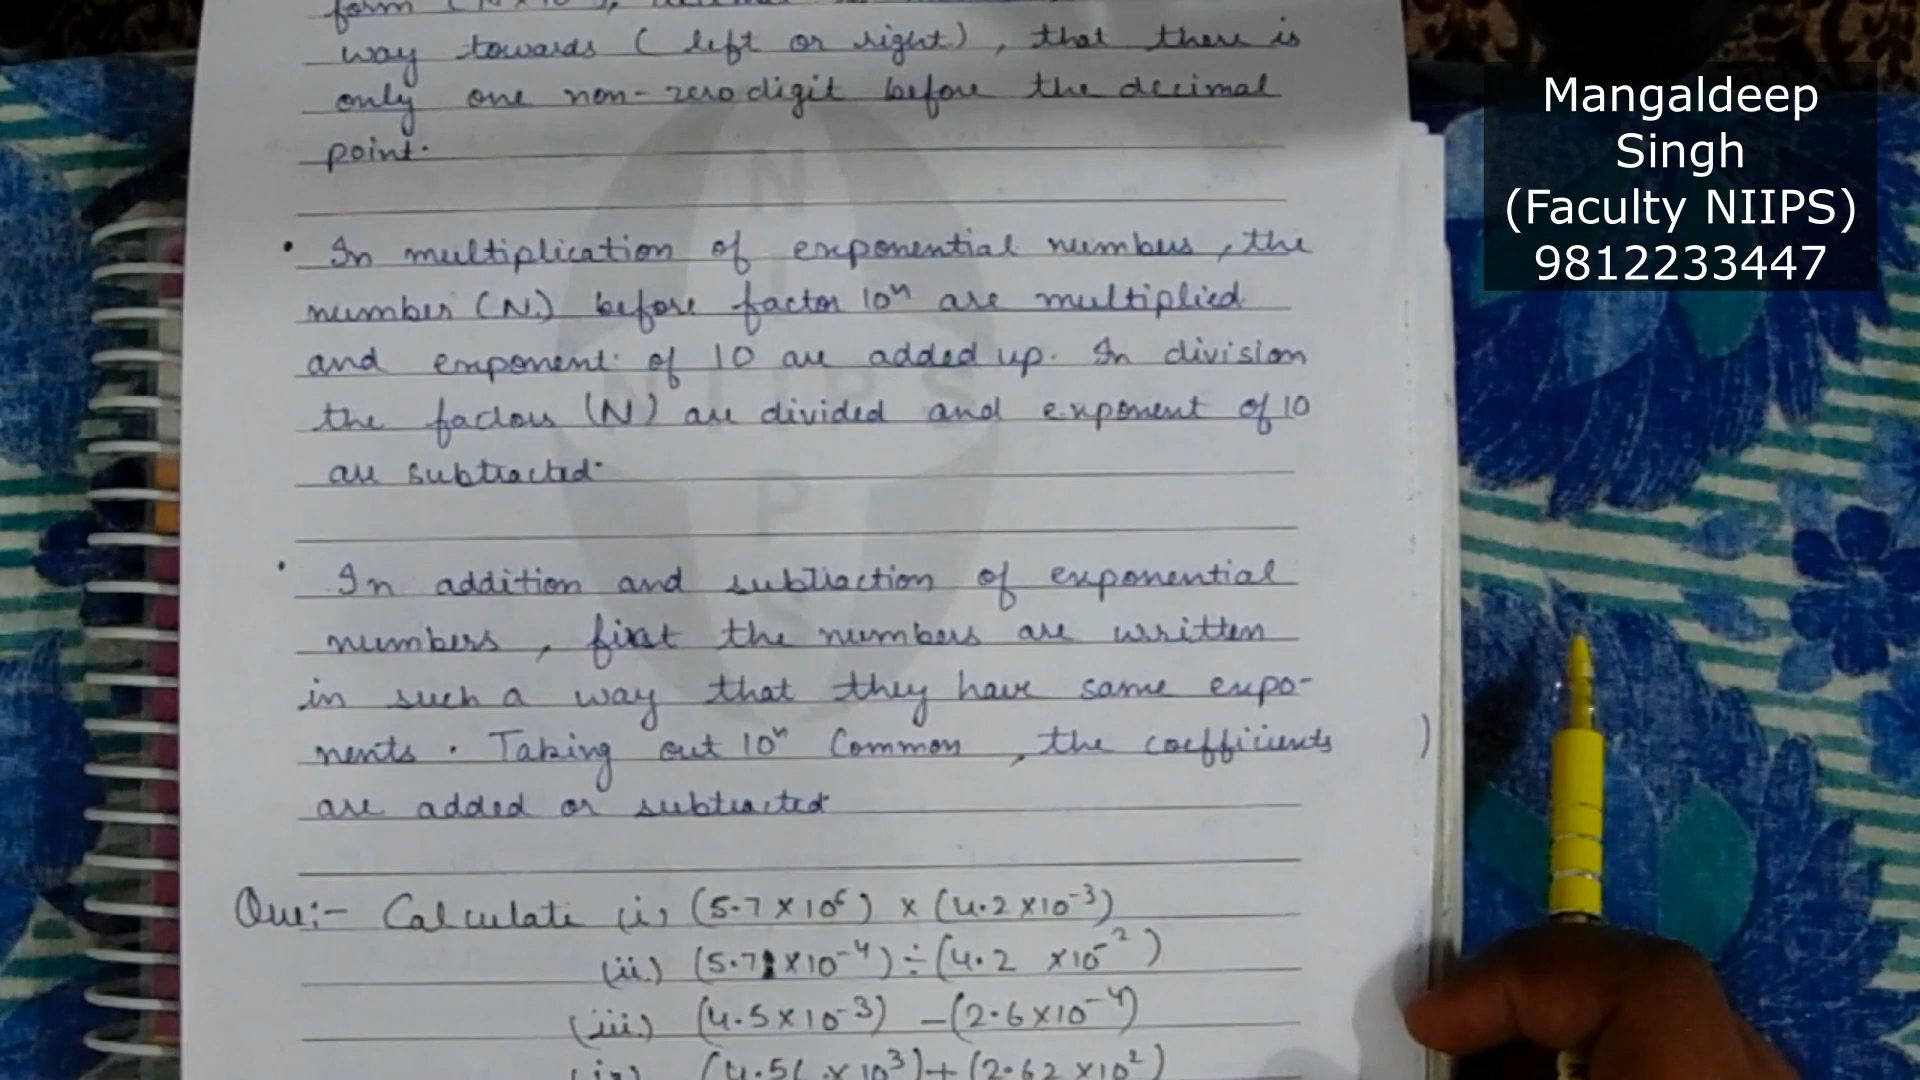 way towards (left or right), that there is
only one non-zero digit before the decimal
point.
• In multiplication of exponential numbers, the
number (N) before factor 10ⁿ are multiplied
and exponent of 10 are added up. In division
the factors (N) are divided and exponent of 10
are subtracted.
• In addition and subtraction of exponential
numbers, first the numbers are written
in such a way that they have same expo-
nents. Taking out 10ⁿ Common, the coefficients
are added or subtracted
Que:- Calculate (i) (5.7×10⁶) × (4.2×10⁻³)
(ii.) (5.7×10⁻⁴) ÷ (4.2 ×10⁻²)
(iii.) (4.5×10⁻³) - (2.6×10⁻⁴)
×10³)+(2.62×10²)
Mangaldeep
Singh
(Faculty NIIPS)
9812233447
NIIPS